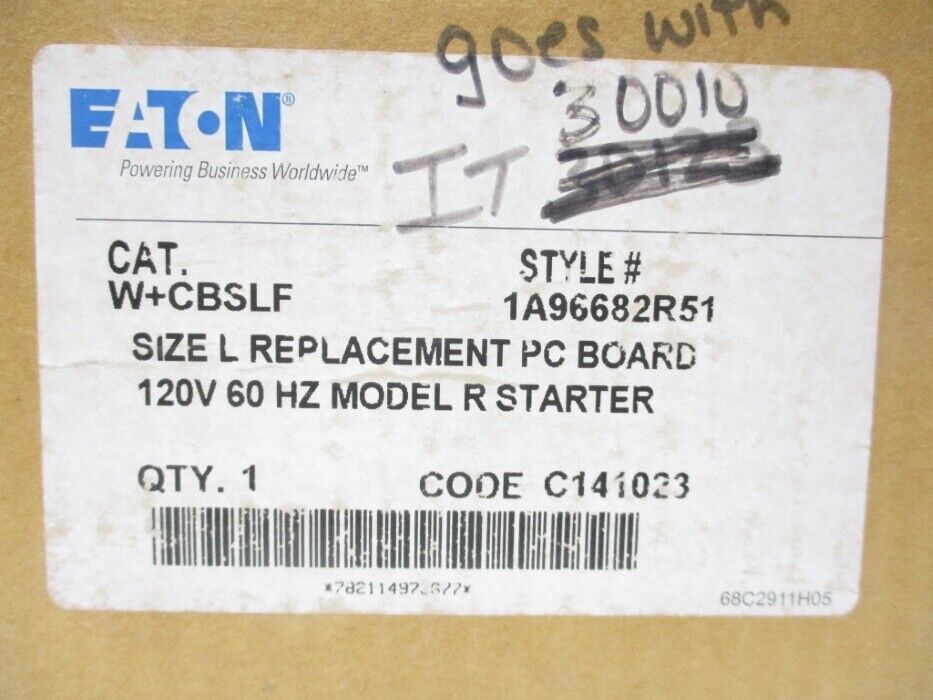 goes with
30010
IT
EATON®
Powering Business Worldwide™
CAT. STYLE #
W+CBSLF 1A96682R51
SIZE L REPLACEMENT PC BOARD
120V 60 HZ MODEL R STARTER
QTY. 1 CODE C141023
68C2911H05